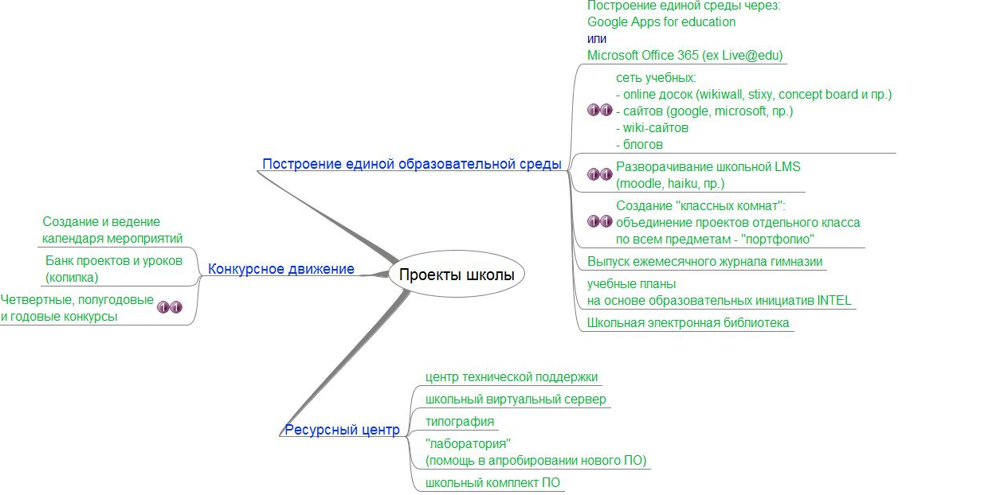 Построение единой среды через:
Google Apps for education
или
Microsoft Office 365 (ex Live@edu)
сеть учебных:
- online досок (wikiwall, stixy, concept board и пр.)
- сайтов (google, microsoft, пр.)
- wiki-сайтов
- блогов
Построение единой образовательной среды
Разворачивание школьной LMS
(moodle, haiku, пр.)
Создание "классных комнат":
объединение проектов отдельного класса
по всем предметам - "портфолио"
Выпуск ежемесячного журнала гимназии
учебные планы
на основе образовательных инициатив INTEL
Школьная электронная библиотека
Проекты школы
Конкурсное движение
Создание и ведение
календаря мероприятий
Банк проектов и уроков
(копилка)
Четвертные, полугодовые
и годовые конкурсы
Ресурсный центр
центр технической поддержки
школьный виртуальный сервер
типография
"лаборатория"
(помощь в апробировании нового ПО)
школьный комплект ПО